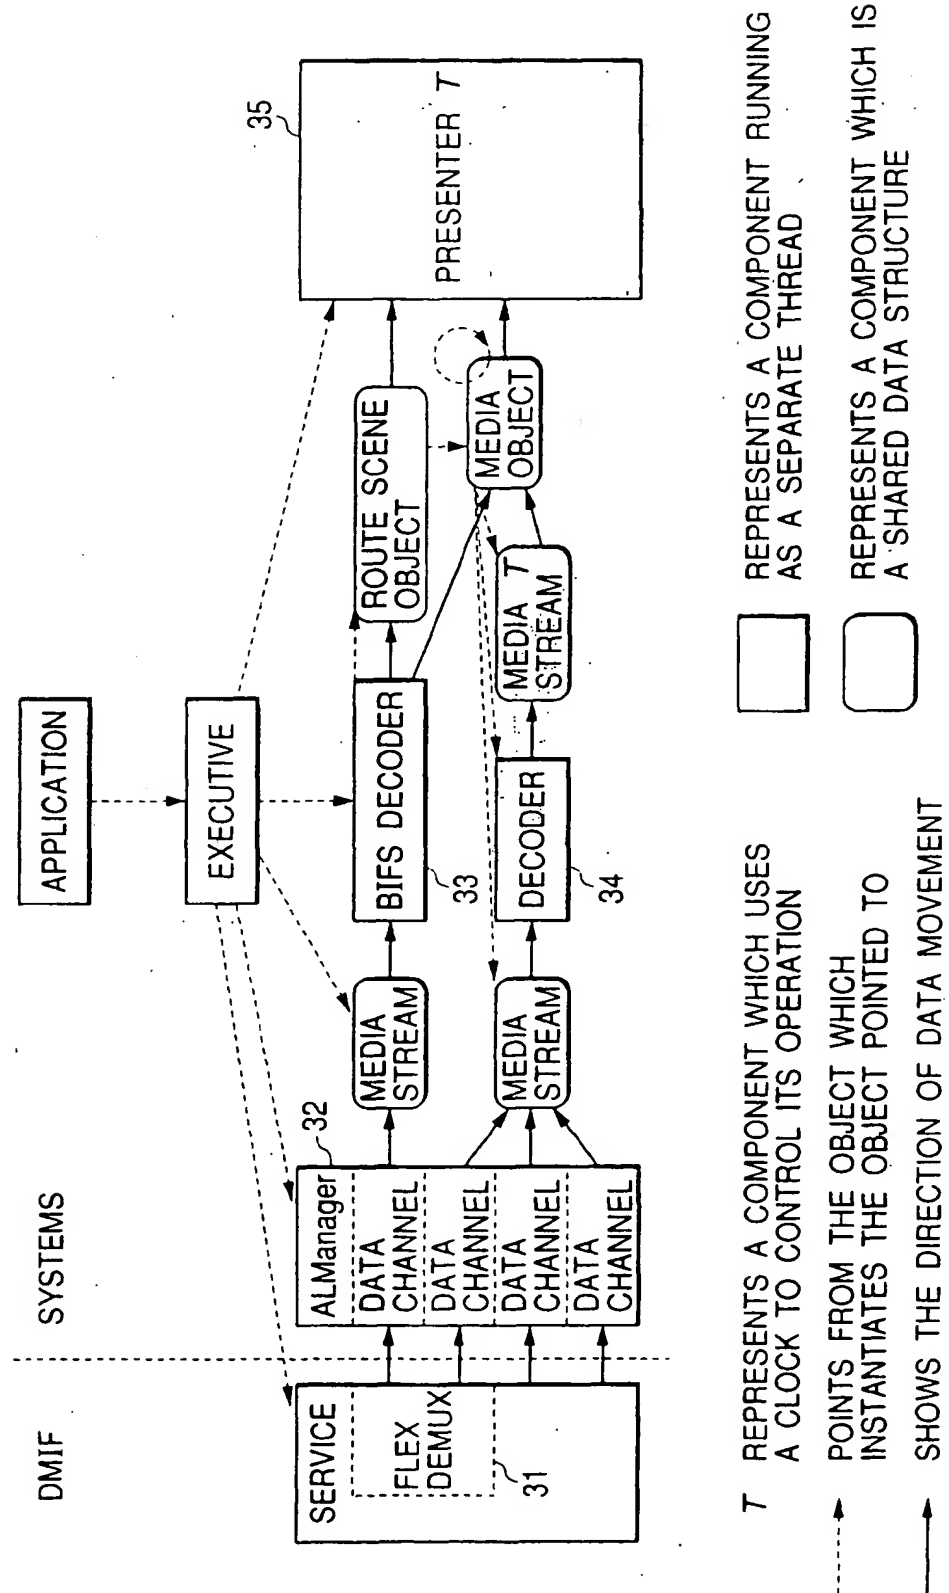 DMIF
SYSTEMS
APPLICATION
EXECUTIVE
SERVICE
FLEX
DEMUX
31
ALManager
32
DATA
CHANNEL
DATA
CHANNEL
DATA
CHANNEL
DATA
CHANNEL
MEDIA
STREAM
BIFS DECODER
33
ROUTE SCENE
OBJECT
MEDIA
STREAM
DECODER
34
MEDIA T
STREAM
MEDIA
OBJECT
PRESENTER T
35
T REPRESENTS A COMPONENT WHICH USES
A CLOCK TO CONTROL ITS OPERATION
POINTS FROM THE OBJECT WHICH
INSTANTIATES THE OBJECT POINTED TO
SHOWS THE DIRECTION OF DATA MOVEMENT
REPRESENTS A COMPONENT RUNNING
AS A SEPARATE THREAD
REPRESENTS A COMPONENT WHICH IS
A SHARED DATA STRUCTURE